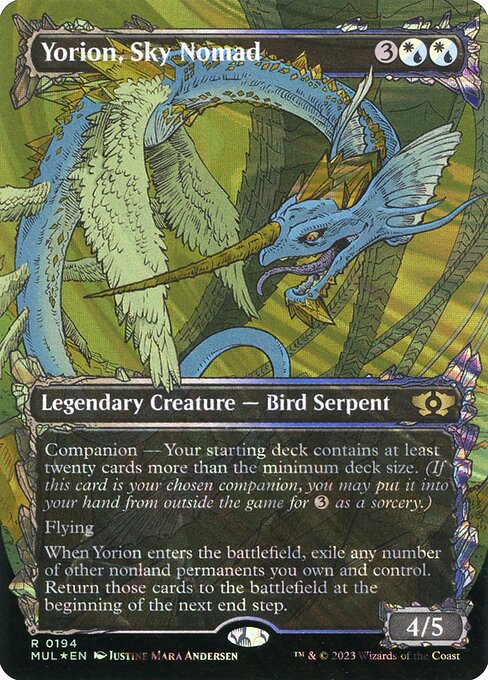 Yorion, Sky Nomad 3
Legendary Creature — Bird Serpent
Companion — Your starting deck contains at least
twenty cards more than the minimum deck size. (If
this card is your chosen companion, you may put it into
your hand from outside the game for 3 as a sorcery.)
Flying
When Yorion enters the battlefield, exile any number
of other nonland permanents you own and control.
Return those cards to the battlefield at the
beginning of the next end step.
4/5
R 0194
MUL★EN Justine Mara Andersen
™ & © 2023 Wizards of the Coast